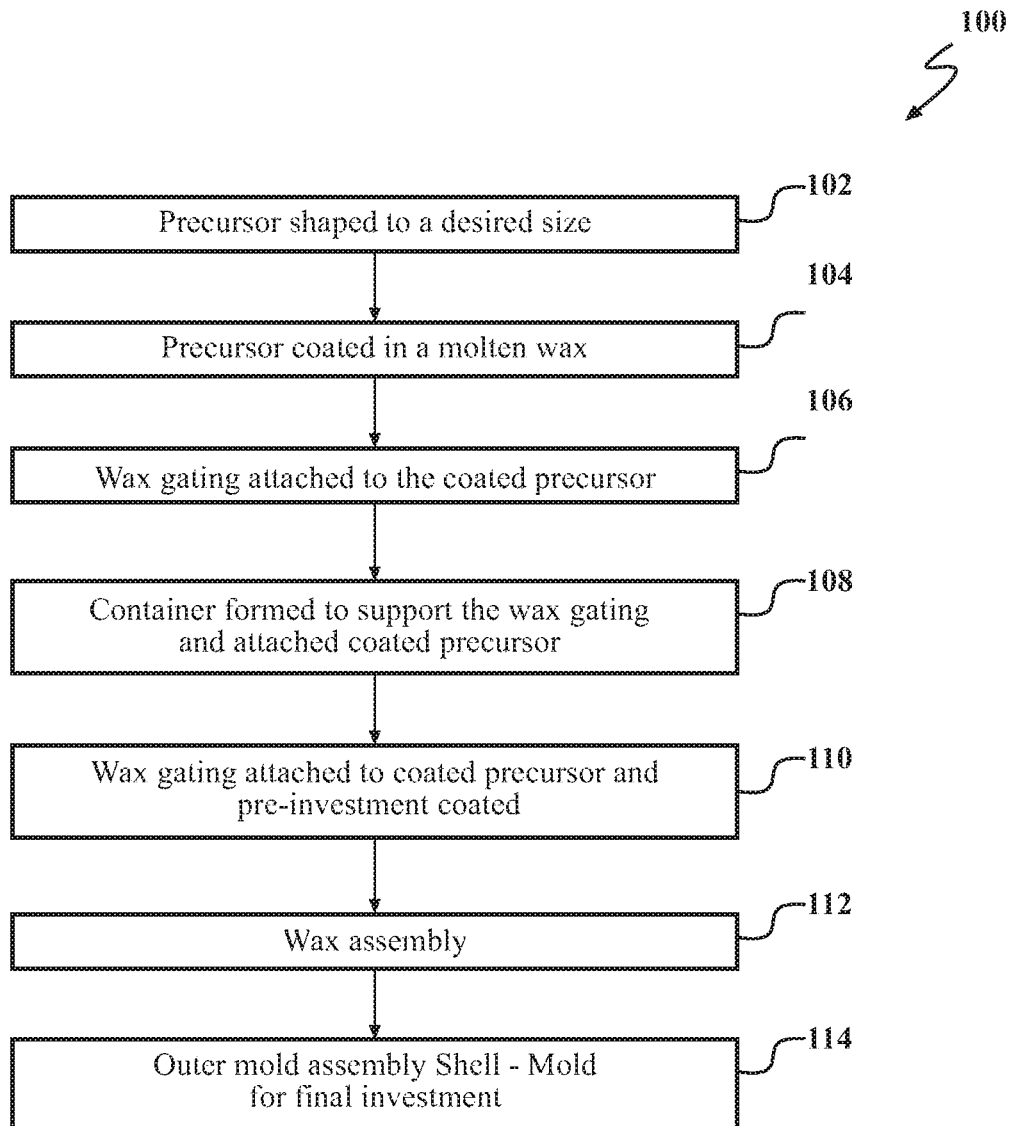 100
102
Precursor shaped to a desired size
104
Precursor coated in a molten wax
106
Wax gating attached to the coated precursor
108
Container formed to support the wax gating
and attached coated precursor
110
Wax gating attached to coated precursor and
pre-investment coated
112
Wax assembly
114
Outer mold assembly Shell - Mold
for final investment